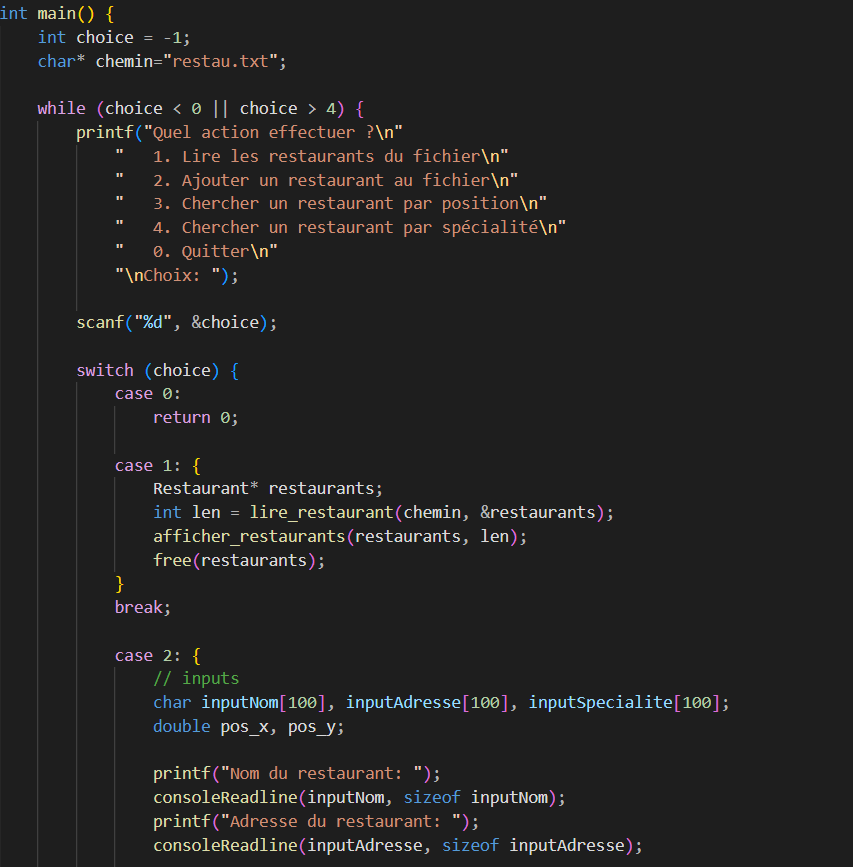 int main() {
    int choice = -1;
    char* chemin="restau.txt";

    while (choice < 0 || choice > 4) {
        printf("Quel action effectuer ?\n"
            "   1. Lire les restaurants du fichier\n"
            "   2. Ajouter un restaurant au fichier\n"
            "   3. Chercher un restaurant par position\n"
            "   4. Chercher un restaurant par spécialité\n"
            "   0. Quitter\n"
            "\nChoix: ");

        scanf("%d", &choice);

        switch (choice) {
            case 0:
                return 0;

            case 1: {
                Restaurant* restaurants;
                int len = lire_restaurant(chemin, &restaurants);
                afficher_restaurants(restaurants, len);
                free(restaurants);
            }
            break;

            case 2: {
                // inputs
                char inputNom[100], inputAdresse[100], inputSpecialite[100];
                double pos_x, pos_y;

                printf("Nom du restaurant: ");
                consoleReadline(inputNom, sizeof inputNom);
                printf("Adresse du restaurant: ");
                consoleReadline(inputAdresse, sizeof inputAdresse);